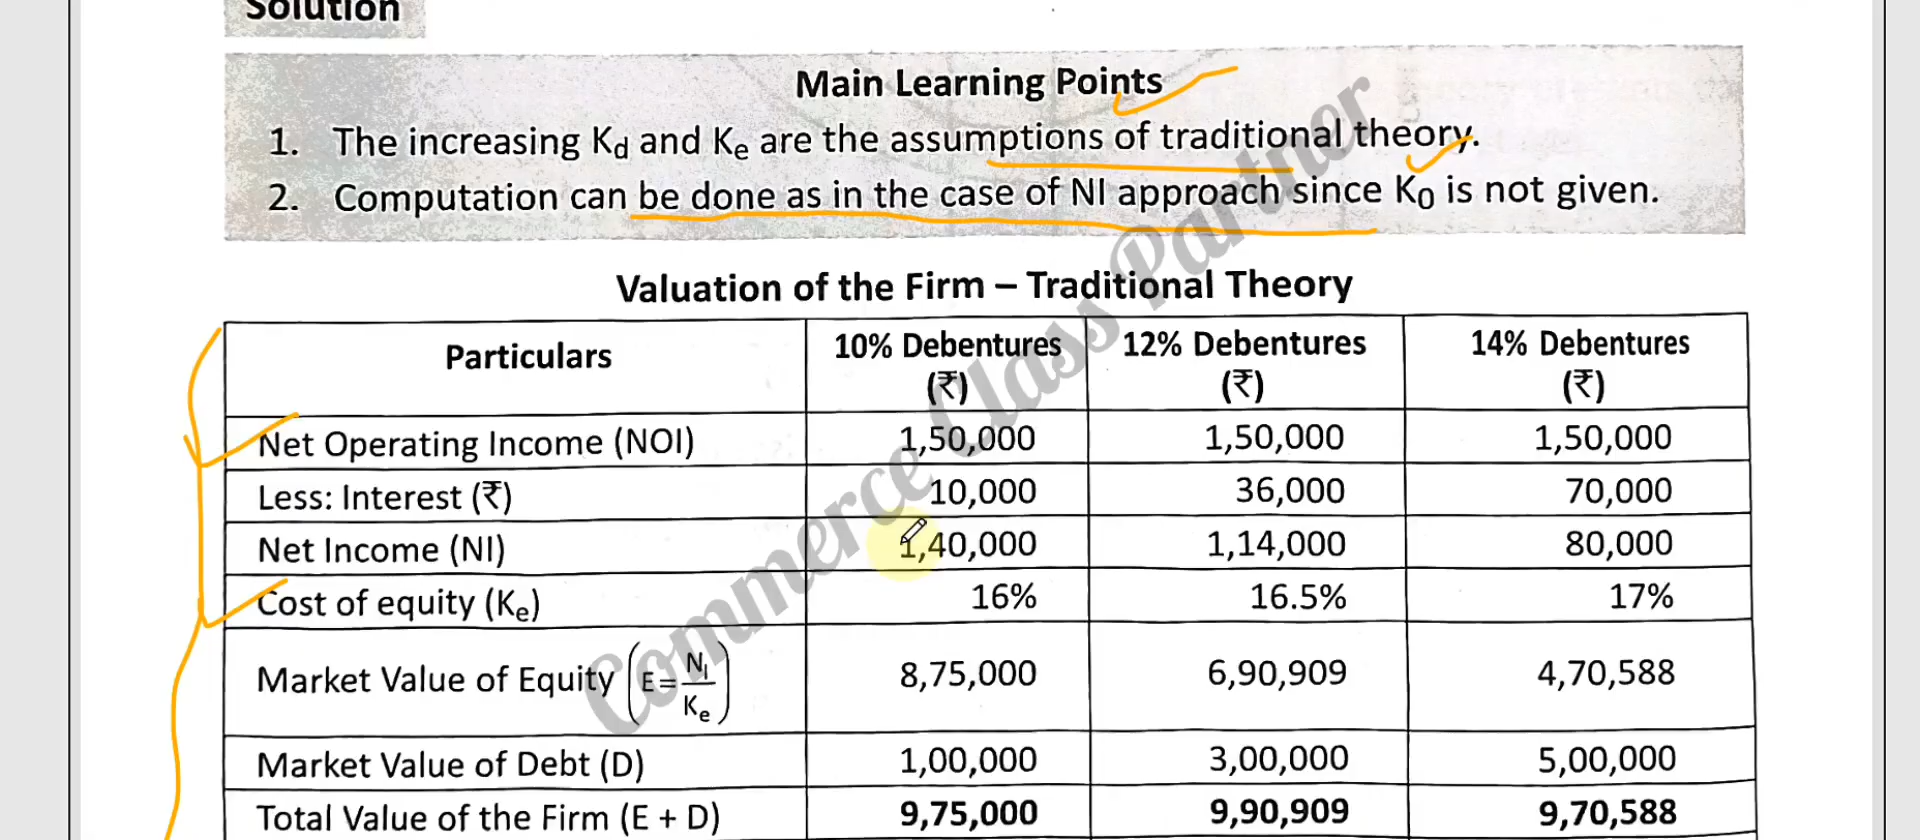 Solution
Main Learning Points
1. The increasing Kd and Ke are the assumptions of traditional theory.
2. Computation can be done as in the case of NI approach since K0 is not given.
Valuation of the Firm – Traditional Theory
Particulars 10% Debentures (₹) 12% Debentures (₹) 14% Debentures (₹)
Net Operating Income (NOI) 1,50,000 1,50,000 1,50,000
Less: Interest (₹) 10,000 36,000 70,000
Net Income (NI) 1,40,000 1,14,000 80,000
Cost of equity (Ke) 16% 16.5% 17%
Market Value of Equity (E=NI/Ke) 8,75,000 6,90,909 4,70,588
Market Value of Debt (D) 1,00,000 3,00,000 5,00,000
Total Value of the Firm (E + D) 9,75,000 9,90,909 9,70,588
Commerce Class Partner